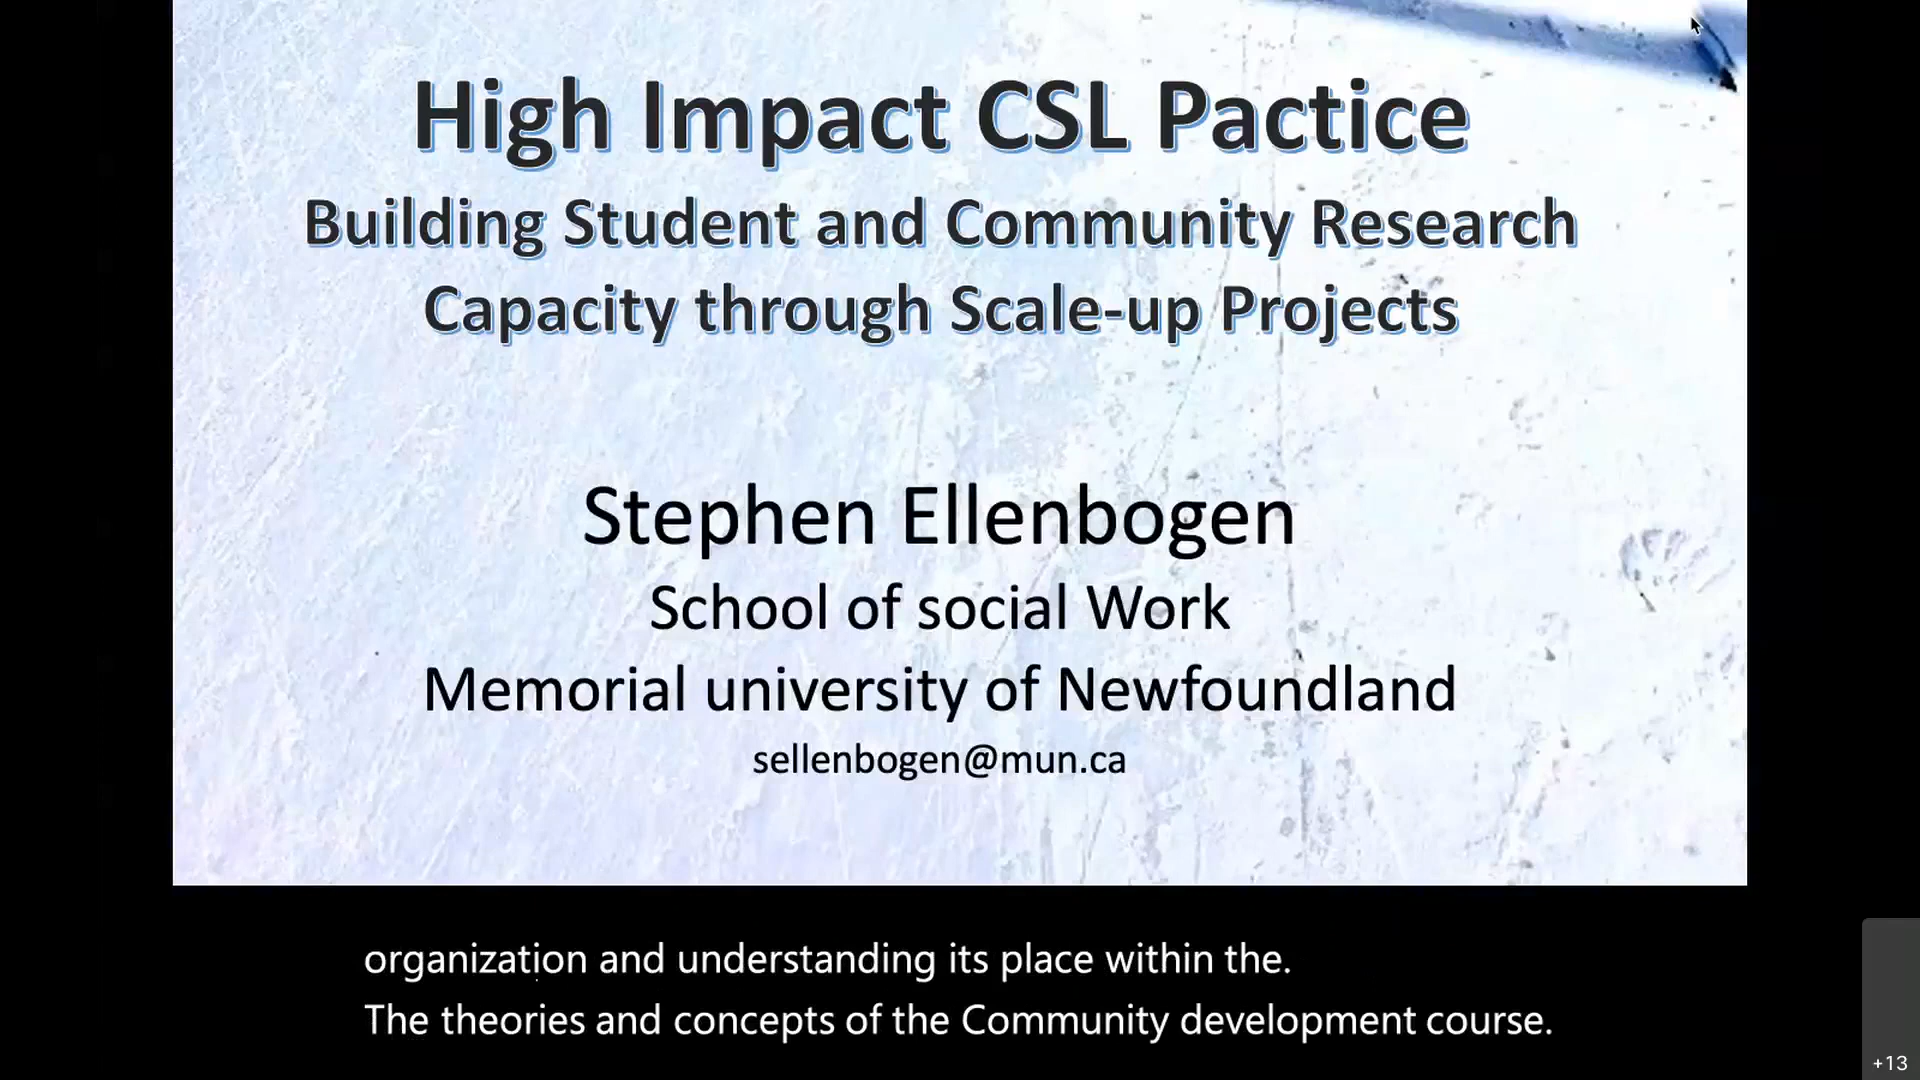 High Impact CSL Pactice
Building Student and Community Research
Capacity through Scale-up Projects
Stephen Ellenbogen
School of social Work
Memorial university of Newfoundland
sellenbogen@mun.ca
organization and understanding its place within the.
The theories and concepts of the Community development course.
+13